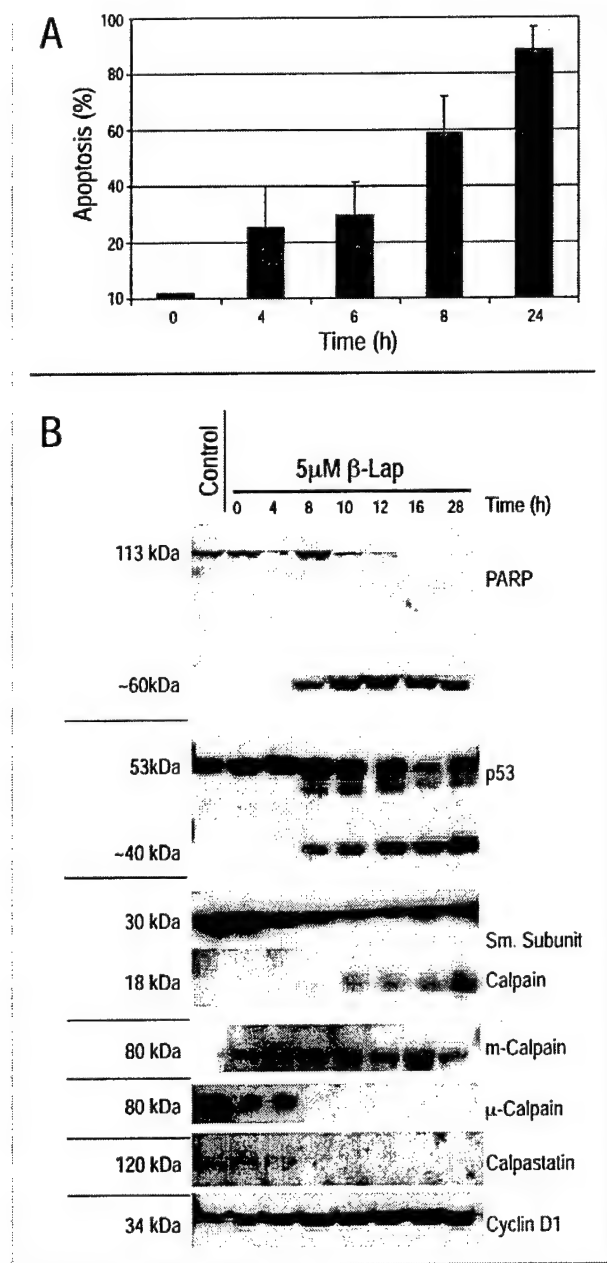 A
Apoptosis (%)
100
80
60
40
20
10
0 4 6 8 24
Time (h)
B
Control
5µM β-Lap
0 4 8 10 12 16 28 Time (h)
113 kDa
PARP
~60kDa
53kDa
p53
~40 kDa
30 kDa
Sm. Subunit
18 kDa Calpain
80 kDa m-Calpain
80 kDa µ-Calpain
120 kDa Calpastatin
34 kDa Cyclin D1